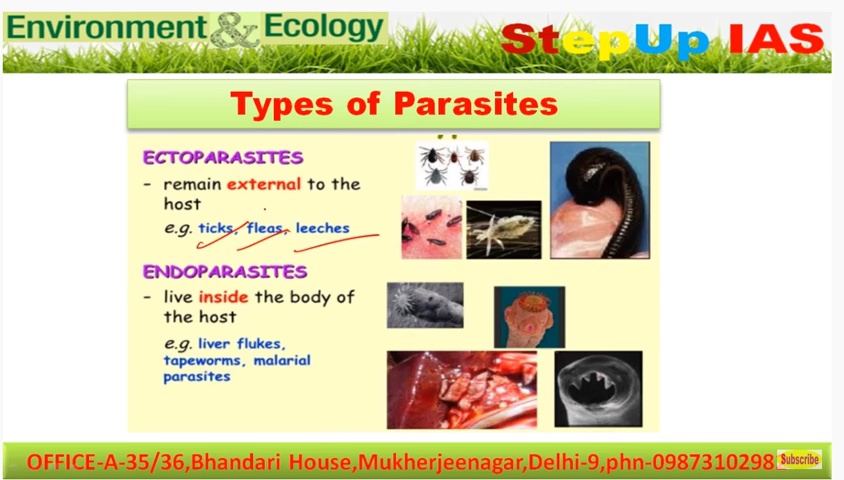 Environment & Ecology
StepUp IAS
Types of Parasites
ECTOPARASITES
- remain external to the
host
e.g. ticks, fleas, leeches
ENDOPARASITES
- live inside the body of
the host
e.g. liver flukes,
tapeworms, malarial
parasites
OFFICE-A-35/36,Bhandari House,Mukherjeenagar,Delhi-9,phn-0987310298
Subscribe